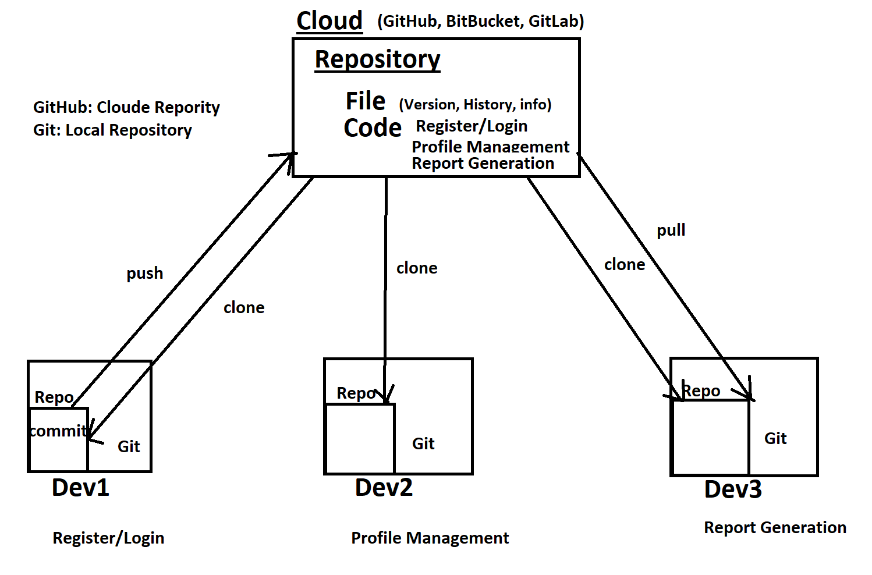 Cloud (GitHub, BitBucket, GitLab)
Repository
File (Version, History, info)
Code Register/Login
Profile Management
Report Generation
GitHub: Cloude Repority
Git: Local Repository
push
clone
clone
clone
pull
Repo
commit
Git
Dev1
Register/Login
Repo
Git
Dev2
Profile Management
Repo
Git
Dev3
Report Generation